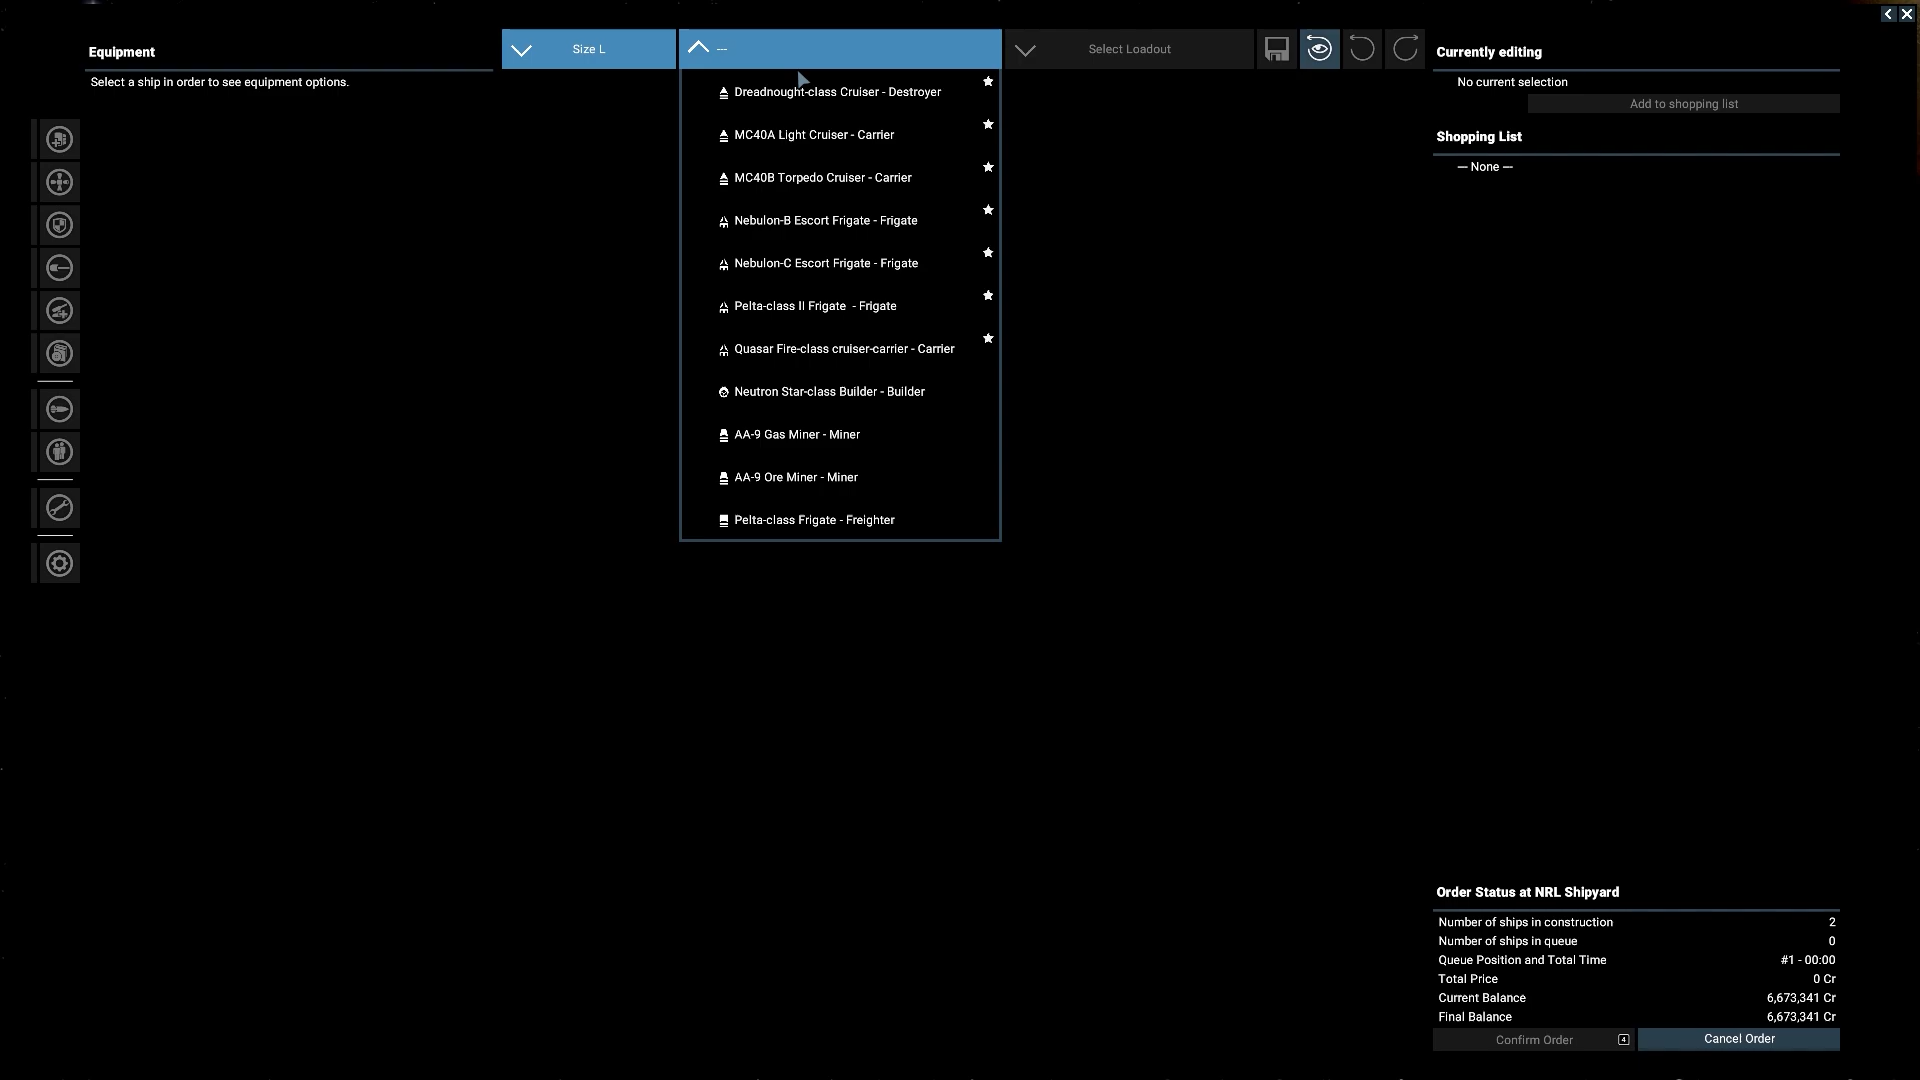 Equipment
Select a ship in order to see equipment options.
Size L
---
Select Loadout
Dreadnought-class Cruiser - Destroyer
MC40A Light Cruiser - Carrier
MC40B Torpedo Cruiser - Carrier
Nebulon-B Escort Frigate - Frigate
Nebulon-C Escort Frigate - Frigate
Pelta-class II Frigate - Frigate
Quasar Fire-class cruiser-carrier - Carrier
Neutron Star-class Builder - Builder
AA-9 Gas Miner - Miner
AA-9 Ore Miner - Miner
Pelta-class Frigate - Freighter
Currently editing
No current selection
Add to shopping list
Shopping List
--- None ---
Order Status at NRL Shipyard
Number of ships in construction 2
Number of ships in queue 0
Queue Position and Total Time #1 - 00:00
Total Price 0 Cr
Current Balance 6,673,341 Cr
Final Balance 6,673,341 Cr
Confirm Order 4
Cancel Order